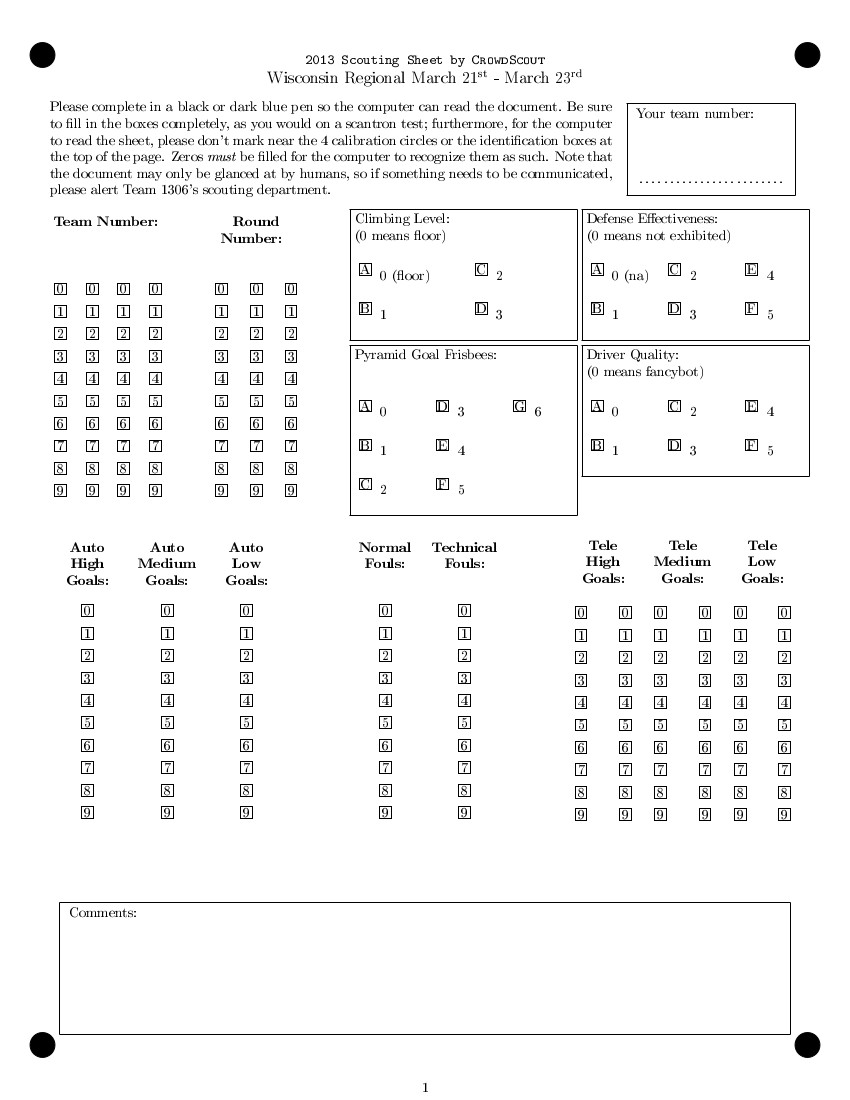 2013 Scouting Sheet by CrowdScout
Wisconsin Regional March 21st - March 23rd
Please complete in a black or dark blue pen so the computer can read the document. Be sure
to fill in the boxes completely, as you would on a scantron test; furthermore, for the computer
to read the sheet, please don't mark near the 4 calibration circles or the identification boxes at
the top of the page. Zeros must be filled for the computer to recognize them as such. Note that
the document may only be glanced at by humans, so if something needs to be communicated,
please alert Team 1306's scouting department.
Your team number:
........................
Team Number: Round
Number:
0 0 0 0 0 0 0
1 1 1 1 1 1 1
2 2 2 2 2 2 2
3 3 3 3 3 3 3
4 4 4 4 4 4 4
5 5 5 5 5 5 5
6 6 6 6 6 6 6
7 7 7 7 7 7 7
8 8 8 8 8 8 8
9 9 9 9 9 9 9
Climbing Level:
(0 means floor)
A 0 (floor) C 2
B 1 D 3
Defense Effectiveness:
(0 means not exhibited)
A 0 (na) C 2 E 4
B 1 D 3 F 5
Pyramid Goal Frisbees:
A 0 D 3 G 6
B 1 E 4
C 2 F 5
Driver Quality:
(0 means fancybot)
A 0 C 2 E 4
B 1 D 3 F 5
Auto Auto Auto
High Medium Low
Goals: Goals: Goals:
0 0 0
1 1 1
2 2 2
3 3 3
4 4 4
5 5 5
6 6 6
7 7 7
8 8 8
9 9 9
Normal Technical
Fouls: Fouls:
0 0
1 1
2 2
3 3
4 4
5 5
6 6
7 7
8 8
9 9
Tele Tele Tele
High Medium Low
Goals: Goals: Goals:
0 0 0 0 0 0
1 1 1 1 1 1
2 2 2 2 2 2
3 3 3 3 3 3
4 4 4 4 4 4
5 5 5 5 5 5
6 6 6 6 6 6
7 7 7 7 7 7
8 8 8 8 8 8
9 9 9 9 9 9
Comments:
1